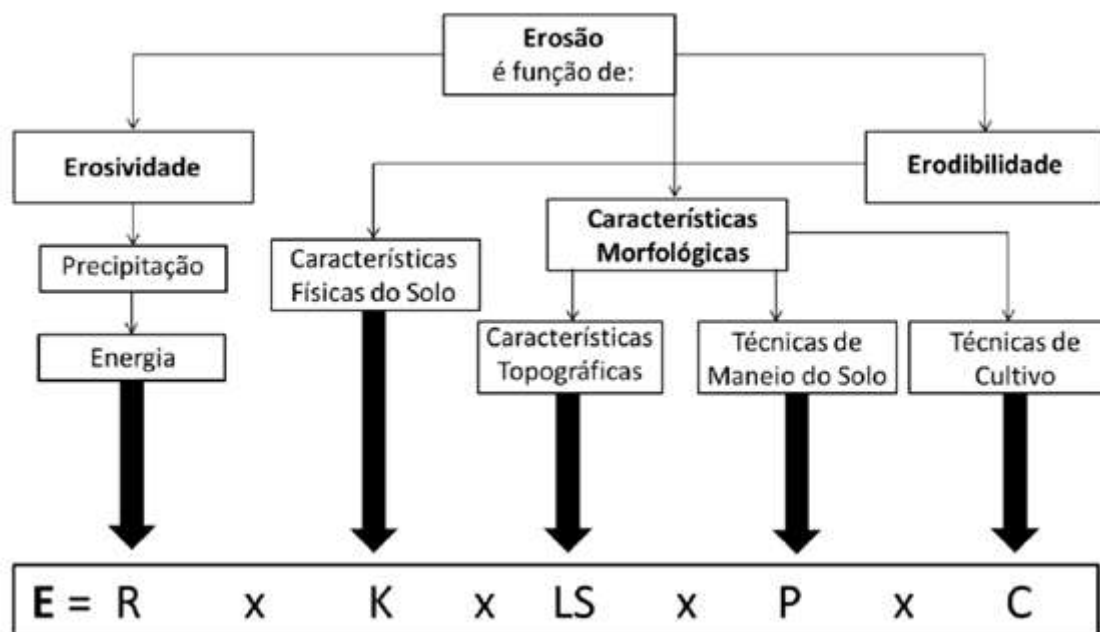 Erosão
é função de:
Erosividade
Erodibilidade
Características
Morfológicas
Precipitação
Características
Físicas do Solo
Energia
Características
Topográficas
Técnicas de
Maneio do Solo
Técnicas de
Cultivo
E = R x K x LS x P x C